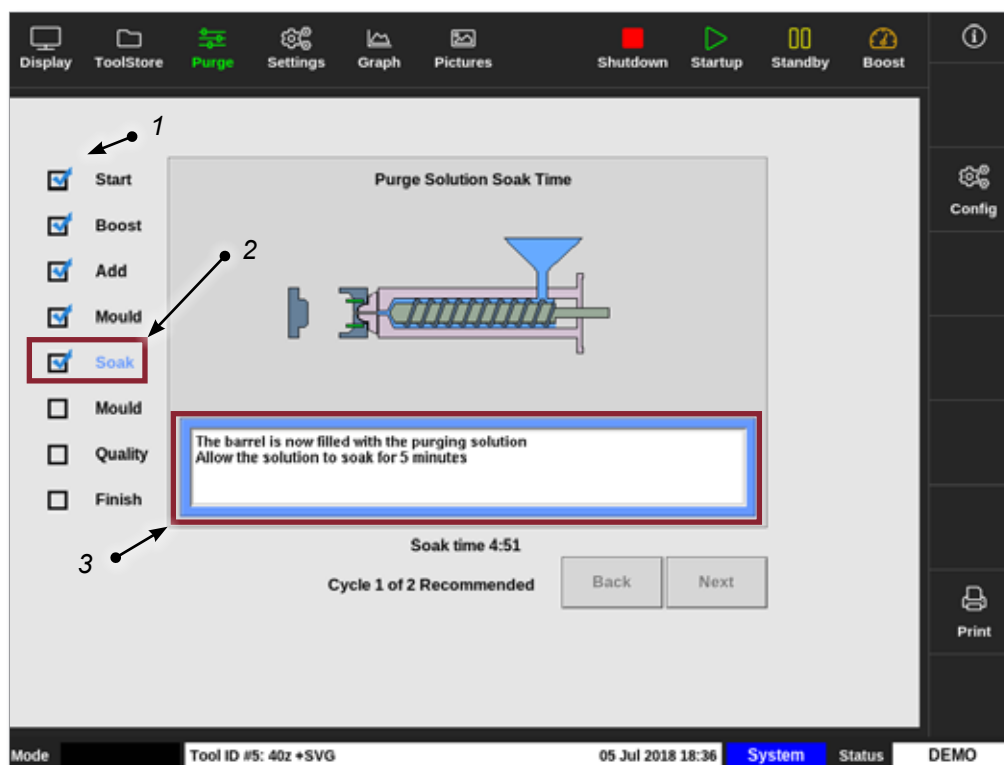 Display ToolStore Purge Settings Graph Pictures Shutdown Startup Standby Boost
Config
Print
1
2
3
Start
Boost
Add
Mould
Soak
Mould
Quality
Finish
Purge Solution Soak Time
The barrel is now filled with the purging solution
Allow the solution to soak for 5 minutes
Soak time 4:51
Cycle 1 of 2 Recommended
Back Next
Mode Tool ID #5: 40z +SVG 05 Jul 2018 18:36 System Status DEMO